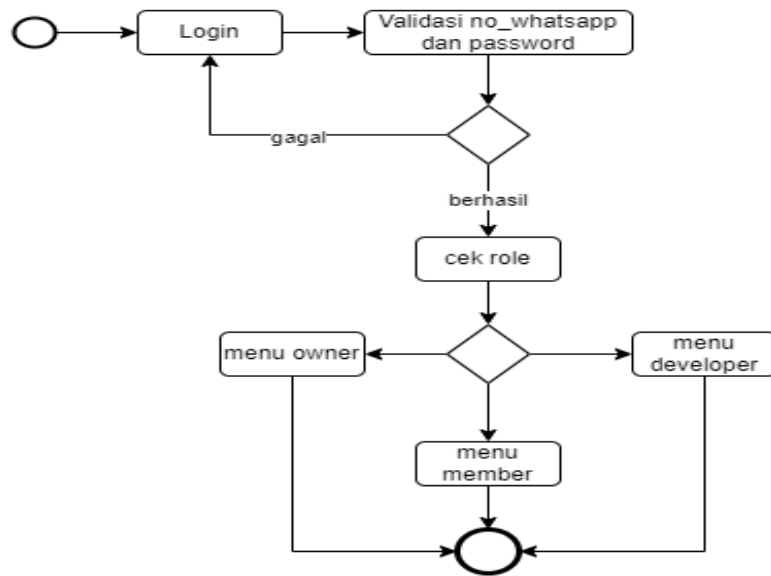 Login
Validasi no_whatsapp
dan password
gagal
berhasil
cek role
menu owner
menu
developer
menu
member